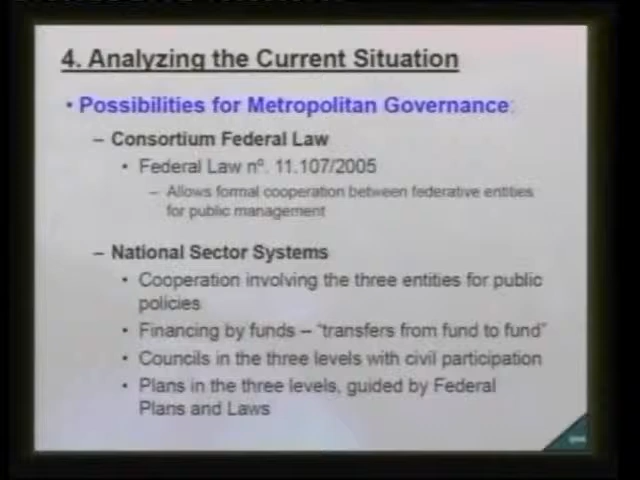 4. Analyzing the Current Situation
• Possibilities for Metropolitan Governance:
– Consortium Federal Law
• Federal Law nº. 11.107/2005
– Allows formal cooperation between federative entities
for public management
– National Sector Systems
• Cooperation involving the three entities for public
policies
• Financing by funds – “transfers from fund to fund”
• Councils in the three levels with civil participation
• Plans in the three levels, guided by Federal
Plans and Laws